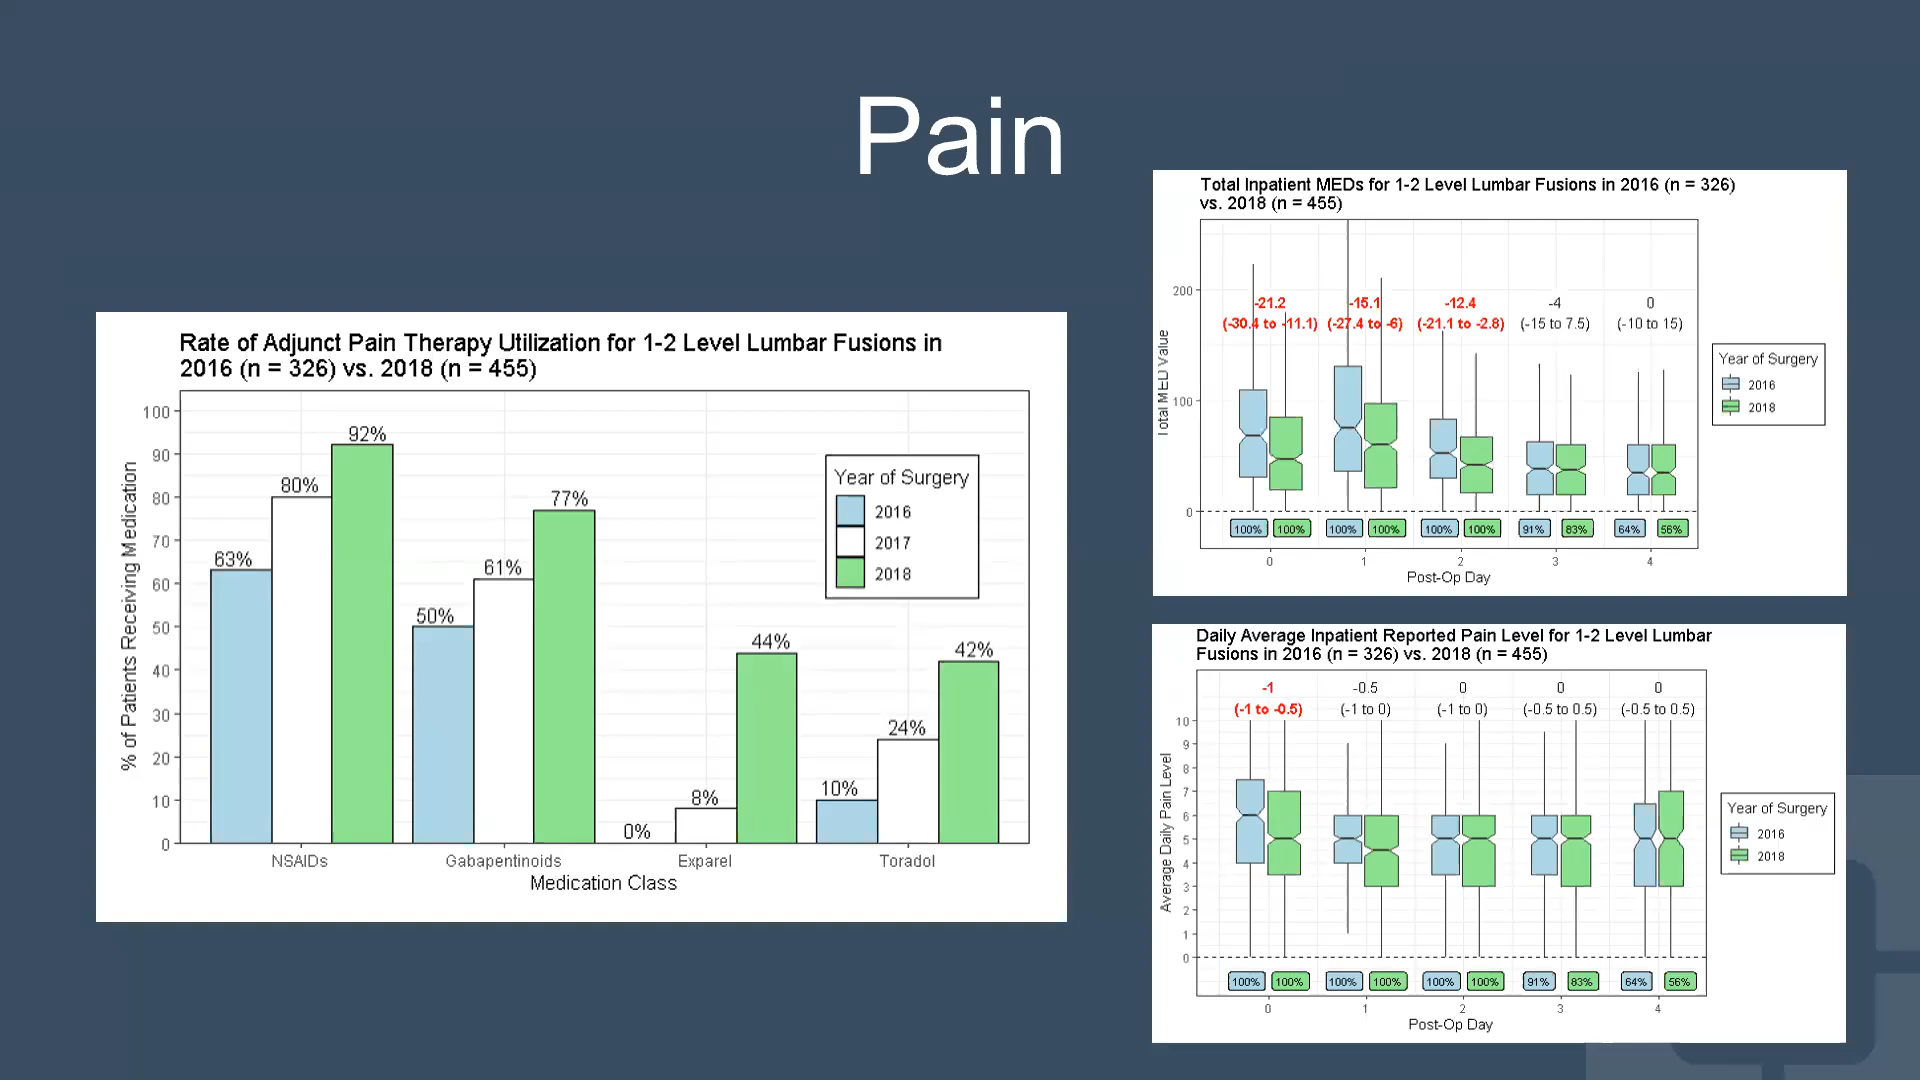 Pain
Rate of Adjunct Pain Therapy Utilization for 1-2 Level Lumbar Fusions in
2016 (n = 326) vs. 2018 (n = 455)
% of Patients Receiving Medication
100
90
80
70
60
50
40
30
20
10
0
63%
80%
92%
50%
61%
77%
0%
8%
44%
10%
24%
42%
Year of Surgery
2016
2017
2018
NSAIDs Gabapentinoids Exparel Toradol
Medication Class
Total Inpatient MEDs for 1-2 Level Lumbar Fusions in 2016 (n = 326)
vs. 2018 (n = 455)
Total MED Value
200
100
0
-21.2 -15.1 -12.4 -4 0
(-30.4 to -11.1) (-27.4 to -6) (-21.1 to -2.8) (-15 to 7.5) (-10 to 15)
100% 100% 100% 100% 100% 100% 91% 83% 64% 56%
0 1 2 3 4
Post-Op Day
Year of Surgery
2016
2018
Daily Average Inpatient Reported Pain Level for 1-2 Level Lumbar
Fusions in 2016 (n = 326) vs. 2018 (n = 455)
Average Daily Pain Level
-1 -0.5 0 0 0
(-1 to -0.5) (-1 to 0) (-1 to 0) (-0.5 to 0.5) (-0.5 to 0.5)
10
9
8
7
6
5
4
3
2
1
0
100% 100% 100% 100% 100% 100% 91% 83% 64% 56%
0 1 2 3 4
Post-Op Day
Year of Surgery
2016
2018